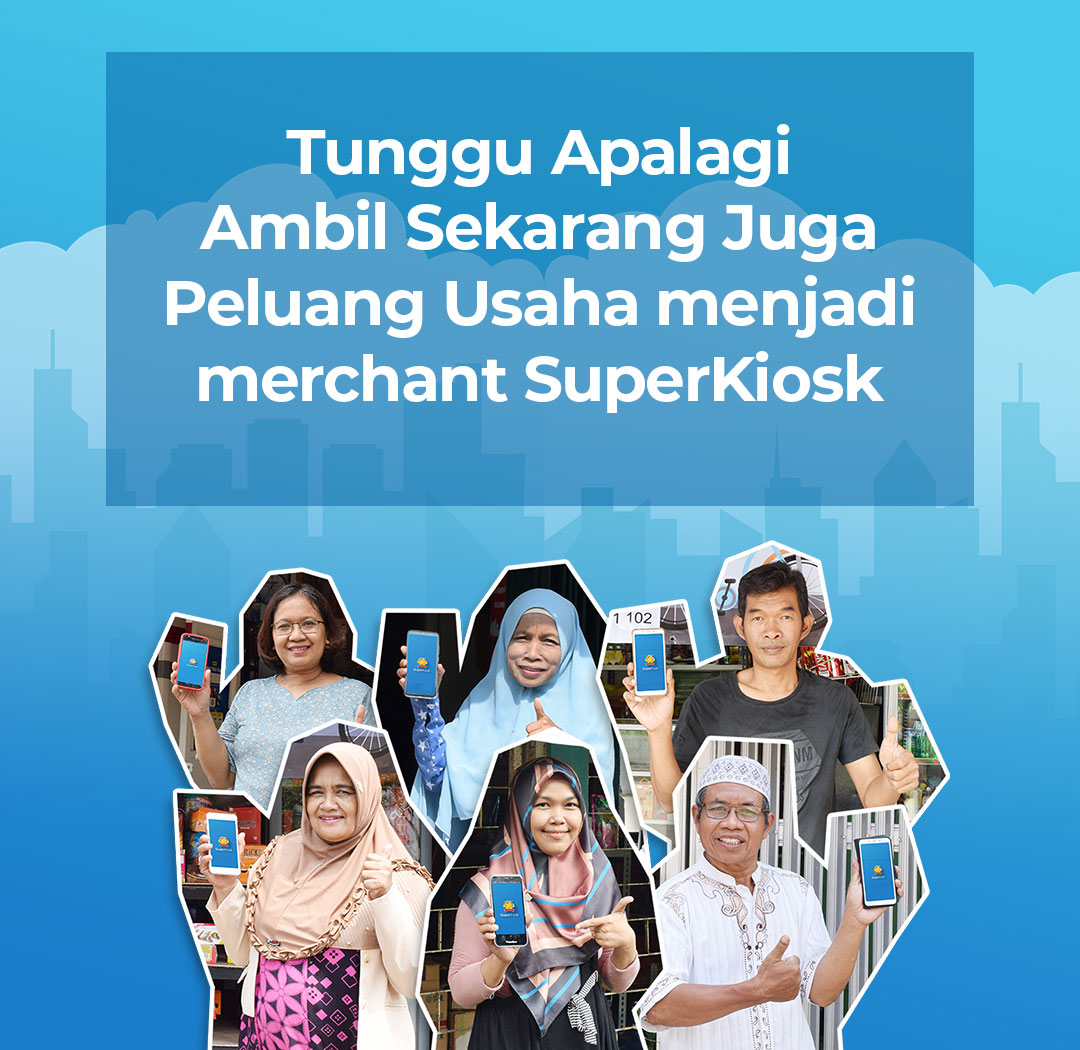 Tunggu Apalagi
Ambil Sekarang Juga
Peluang Usaha menjadi
merchant SuperKiosk
1 102